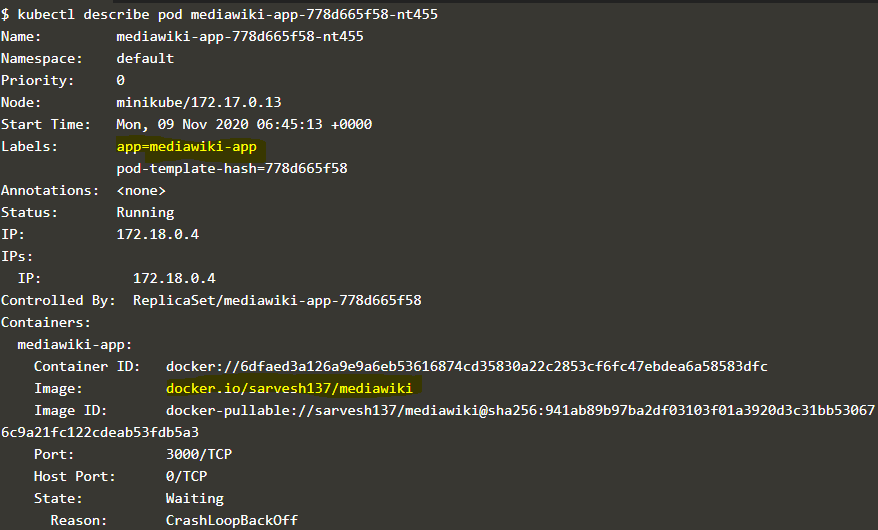 $ kubectl describe pod mediawiki-app-778d665f58-nt455
Name:         mediawiki-app-778d665f58-nt455
Namespace:    default
Priority:     0
Node:         minikube/172.17.0.13
Start Time:   Mon, 09 Nov 2020 06:45:13 +0000
Labels:       app=mediawiki-app
              pod-template-hash=778d665f58
Annotations:  <none>
Status:       Running
IP:           172.18.0.4
IPs:
  IP:           172.18.0.4
Controlled By:  ReplicaSet/mediawiki-app-778d665f58
Containers:
  mediawiki-app:
    Container ID:   docker://6dfaed3a126a9e9a6eb53616874cd35830a22c2853cf6fc47ebdea6a58583dfc
    Image:          docker.io/sarvesh137/mediawiki
    Image ID:       docker-pullable://sarvesh137/mediawiki@sha256:941ab89b97ba2df03103f01a3920d3c31bb53067
6c9a21fc122cdeab53fdb5a3
    Port:           3000/TCP
    Host Port:      0/TCP
    State:          Waiting
      Reason:       CrashLoopBackOff